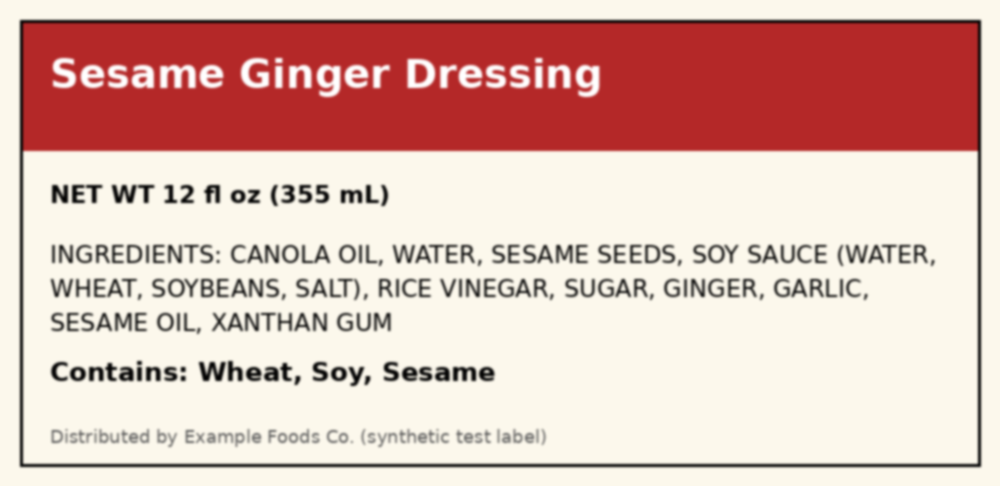 Sesame Ginger Dressing
NET WT 12 fl oz (355 mL)
INGREDIENTS: CANOLA OIL, WATER, SESAME SEEDS, SOY SAUCE (WATER,
WHEAT, SOYBEANS, SALT), RICE VINEGAR, SUGAR, GINGER, GARLIC,
SESAME OIL, XANTHAN GUM
Contains: Wheat, Soy, Sesame
Distributed by Example Foods Co. (synthetic test label)